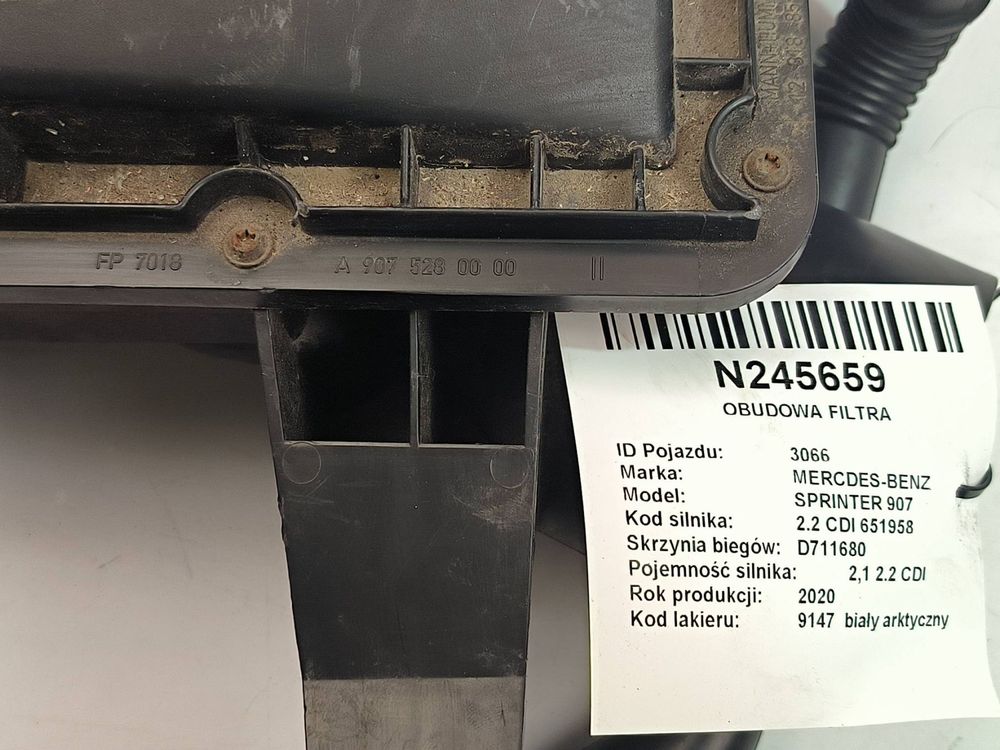 MANN+HUM
FP 7018
A 907 528 00 00
N245659
OBUDOWA FILTRA
ID Pojazdu: 3066
Marka: MERCDES-BENZ
Model: SPRINTER 907
Kod silnika: 2.2 CDI 651958
Skrzynia biegów: D711680
Pojemność silnika: 2,1 2.2 CDI
Rok produkcji: 2020
Kod lakieru: 9147 biały arktyczny